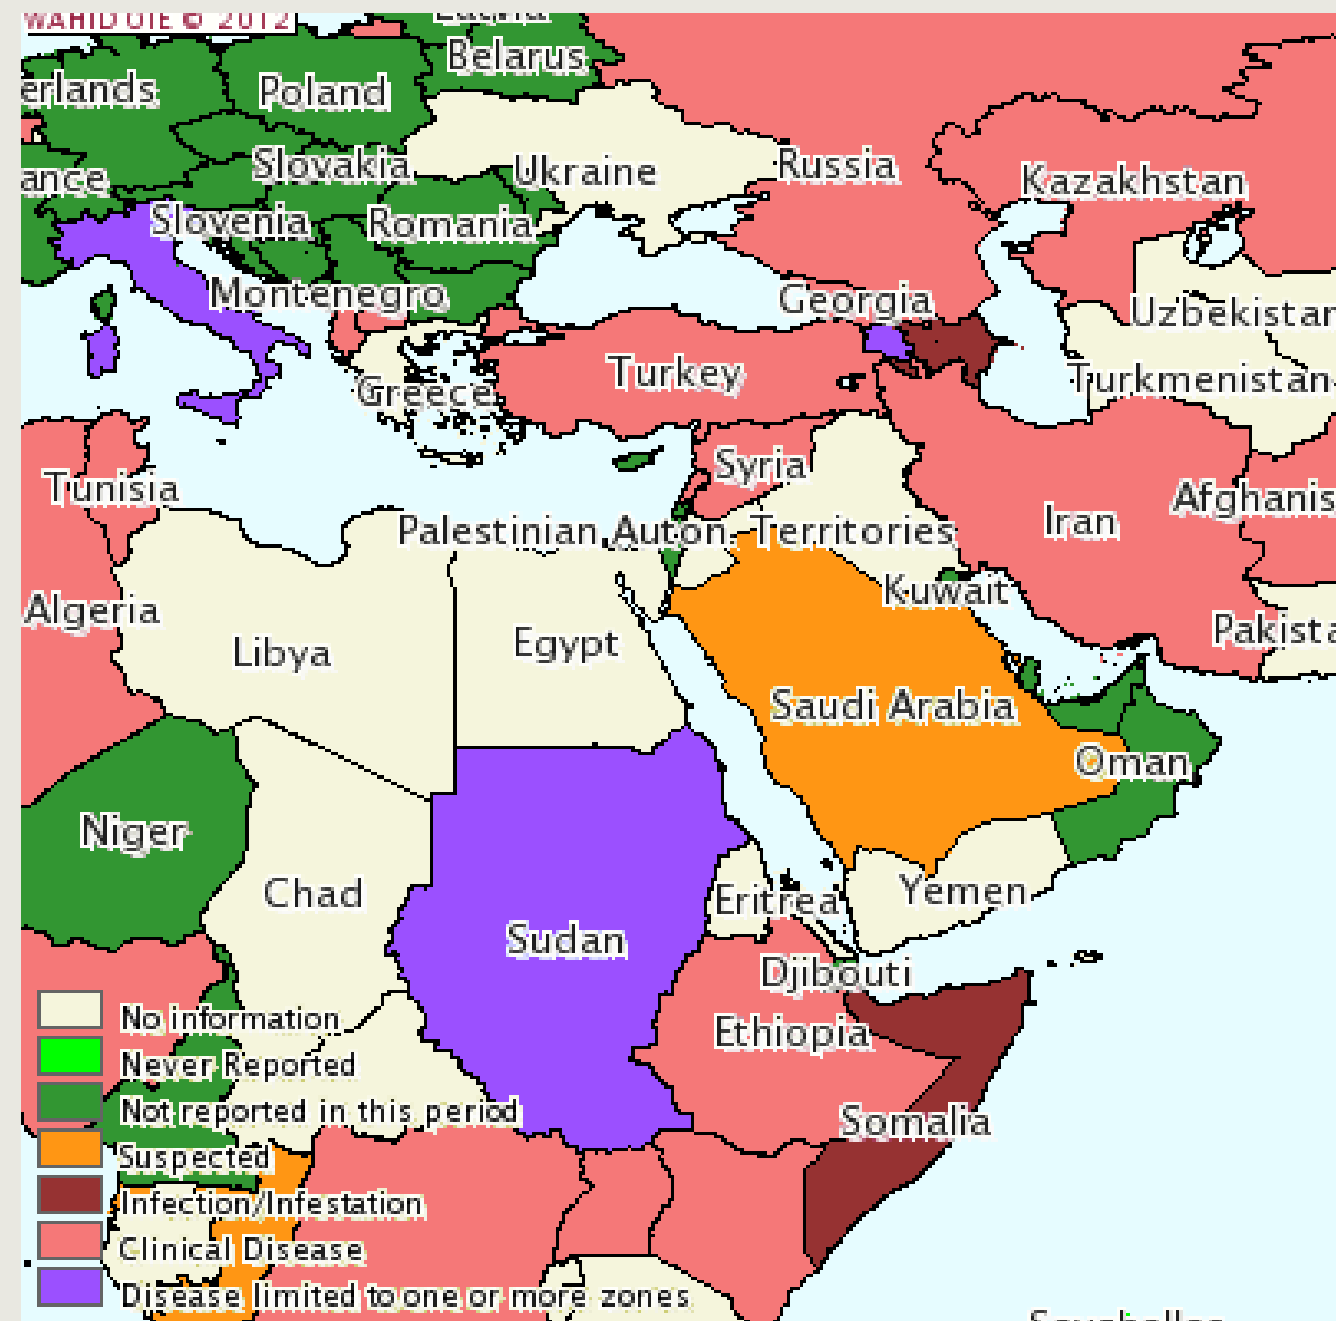 WAHID OIE © 2012
Latvia
Belarus
erlands
Poland
Slovakia
Ukraine
Russia
ance
Kazakhstan
Slovenia
Romania
Montenegro
Georgia
Uzbekistan
Greece
Turkey
Turkmenistan
Syria
Tunisia
Afghanis
Iran
Palestinian Auton. Territories
Kuwait
Algeria
Libya
Egypt
Pakista
Saudi Arabia
Oman
Niger
Chad
Eritrea
Yemen
Sudan
Djibouti
Ethiopia
Somalia
No information
Never Reported
Not reported in this period
Suspected
Infection/Infestation
Clinical Disease
Disease limited to one or more zones
Seychelles